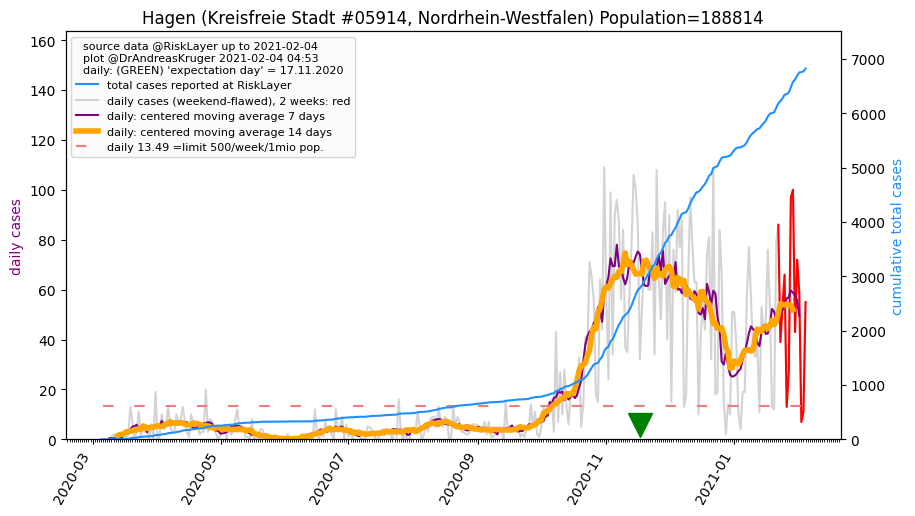 Hagen (Kreisfreie Stadt #05914, Nordrhein-Westfalen) Population=188814
source data @RiskLayer up to 2021-02-04
plot @DrAndreasKruger 2021-02-04 04:53
daily: (GREEN) 'expectation day' = 17.11.2020
total cases reported at RiskLayer
daily cases (weekend-flawed), 2 weeks: red
daily: centered moving average 7 days
daily: centered moving average 14 days
daily 13.49 =limit 500/week/1mio pop.
daily cases
160
140
120
100
80
60
40
20
0
cumulative total cases
7000
6000
5000
4000
3000
2000
1000
0
2020-03
2020-05
2020-07
2020-09
2020-11
2021-01